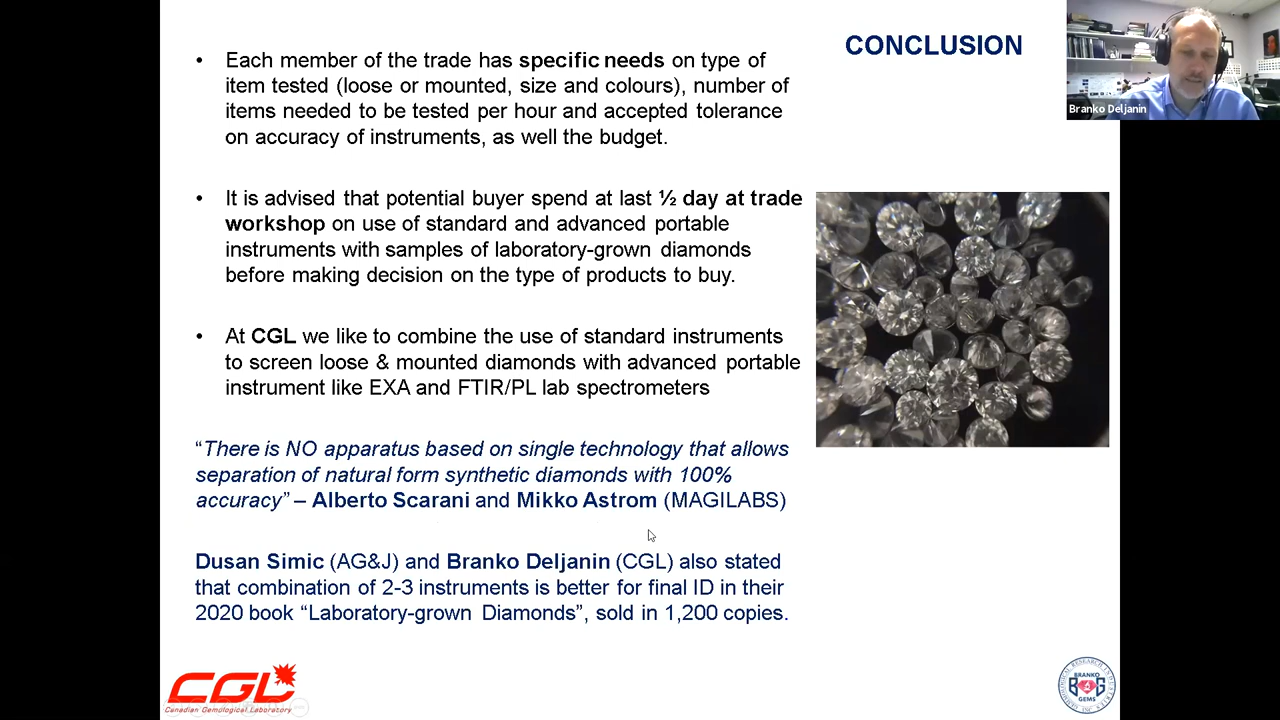 CONCLUSION
• Each member of the trade has specific needs on type of
item tested (loose or mounted, size and colours), number of
items needed to be tested per hour and accepted tolerance
on accuracy of instruments, as well the budget.
• It is advised that potential buyer spend at last ½ day at trade
workshop on use of standard and advanced portable
instruments with samples of laboratory-grown diamonds
before making decision on the type of products to buy.
• At CGL we like to combine the use of standard instruments
to screen loose & mounted diamonds with advanced portable
instrument like EXA and FTIR/PL lab spectrometers
“There is NO apparatus based on single technology that allows
separation of natural form synthetic diamonds with 100%
accuracy” – Alberto Scarani and Mikko Astrom (MAGILABS)
Dusan Simic (AG&J) and Branko Deljanin (CGL) also stated
that combination of 2-3 instruments is better for final ID in their
2020 book “Laboratory-grown Diamonds”, sold in 1,200 copies.
Branko Deljanin
CGL
Canadian Gemological Laboratory
BRANKO
GEMS